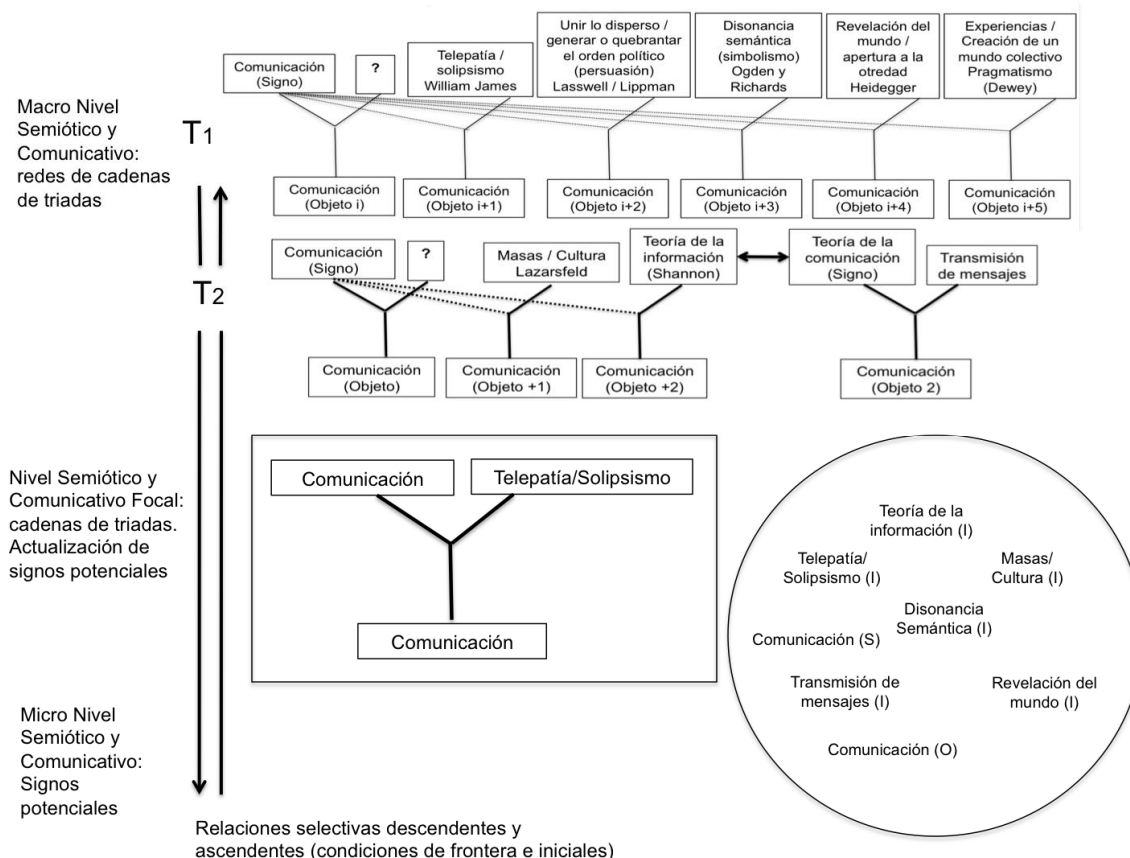 Comunicación
(Signo)
?
Telepatía /
solipsismo
William James
Unir lo disperso /
generar o quebrantar
el orden político
(persuasión)
Lasswell / Lippman
Disonancia
semántica
(simbolismo)
Ogden y
Richards
Revelación del
mundo /
apertura a la
otredad
Heidegger
Experiencias /
Creación de un
mundo colectivo
Pragmatismo
(Dewey)
Macro Nivel
Semiótico y
Comunicativo:
redes de cadenas
de triadas
T1
Comunicación
(Objeto i)
Comunicación
(Objeto i+1)
Comunicación
(Objeto i+2)
Comunicación
(Objeto i+3)
Comunicación
(Objeto i+4)
Comunicación
(Objeto i+5)
T2
Comunicación
(Signo)
?
Masas / Cultura
Lazarsfeld
Teoría de la
información
(Shannon)
Teoría de la
comunicación
(Signo)
Transmisión
de mensajes
Comunicación
(Objeto)
Comunicación
(Objeto +1)
Comunicación
(Objeto +2)
Comunicación
(Objeto 2)
Nivel Semiótico y
Comunicativo Focal:
cadenas de triadas.
Actualización de
signos potenciales
Comunicación
Telepatía/Solipsismo
Comunicación
Teoría de la
información (I)
Telepatía/
Solipsismo (I)
Masas/
Cultura (I)
Disonancia
Semántica (I)
Comunicación (S)
Transmisión de
mensajes (I)
Revelación del
mundo (I)
Comunicación (O)
Micro Nivel
Semiótico y
Comunicativo:
Signos
potenciales
Relaciones selectivas descendentes y
ascendentes (condiciones de frontera e iniciales)